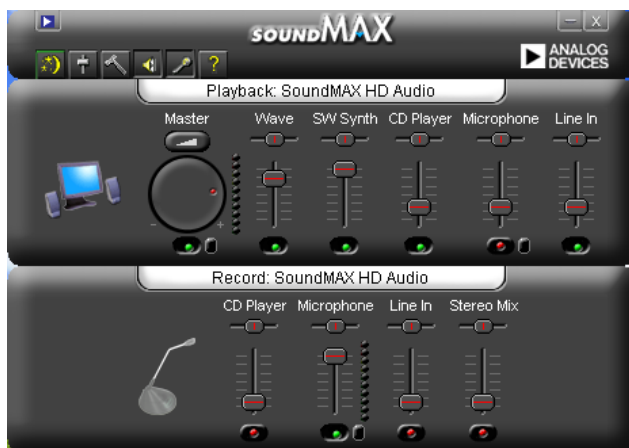 SOUNDMAX
ANALOG
DEVICES
?
Playback: SoundMAX HD Audio
Master Wave SW Synth CD Player Microphone Line In
- +
Record: SoundMAX HD Audio
CD Player Microphone Line In Stereo Mix